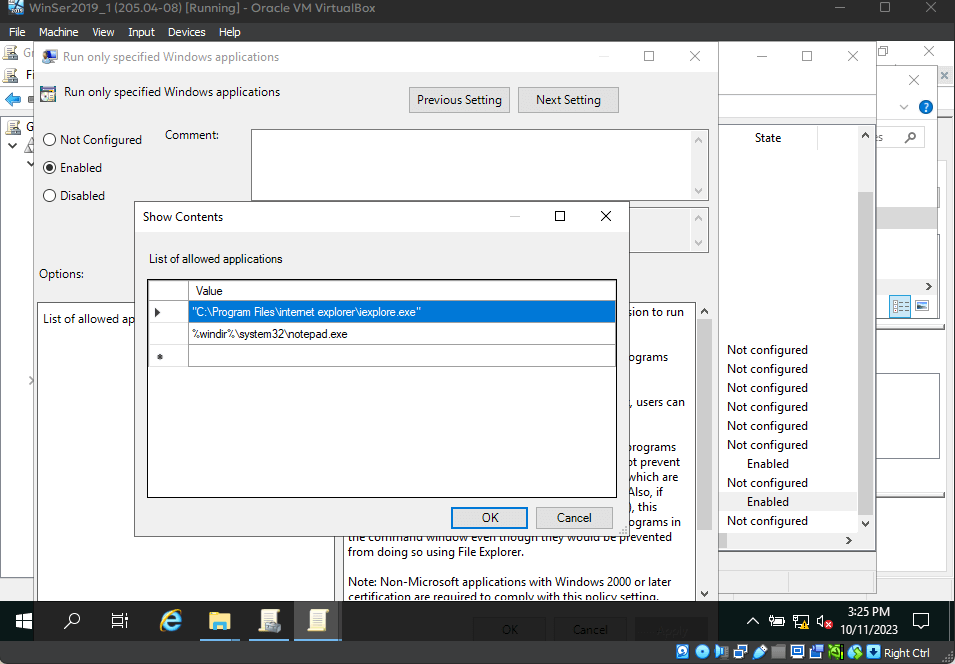 WinSer2019_1 (205.04-08) [Running] - Oracle VM VirtualBox
File Machine View Input Devices Help
Run only specified Windows applications
Run only specified Windows applications
Previous Setting
Next Setting
Not Configured
Comment:
Enabled
Disabled
State
Show Contents
List of allowed applications
Value
"C:\Program Files\internet explorer\iexplore.exe"
%windir%\system32\notepad.exe
OK
Cancel
Options:
List of allowed ap
sion to run
ograms
, users can
rograms
ot prevent
which are
Also, if
), this
ograms in
the command window even though they would be prevented
from doing so using File Explorer.
Note: Non-Microsoft applications with Windows 2000 or later
certification are required to comply with this policy setting.
Not configured
Not configured
Not configured
Not configured
Not configured
Not configured
Enabled
Not configured
Enabled
Not configured
OK
Cancel
3:25 PM
10/11/2023
Right Ctrl